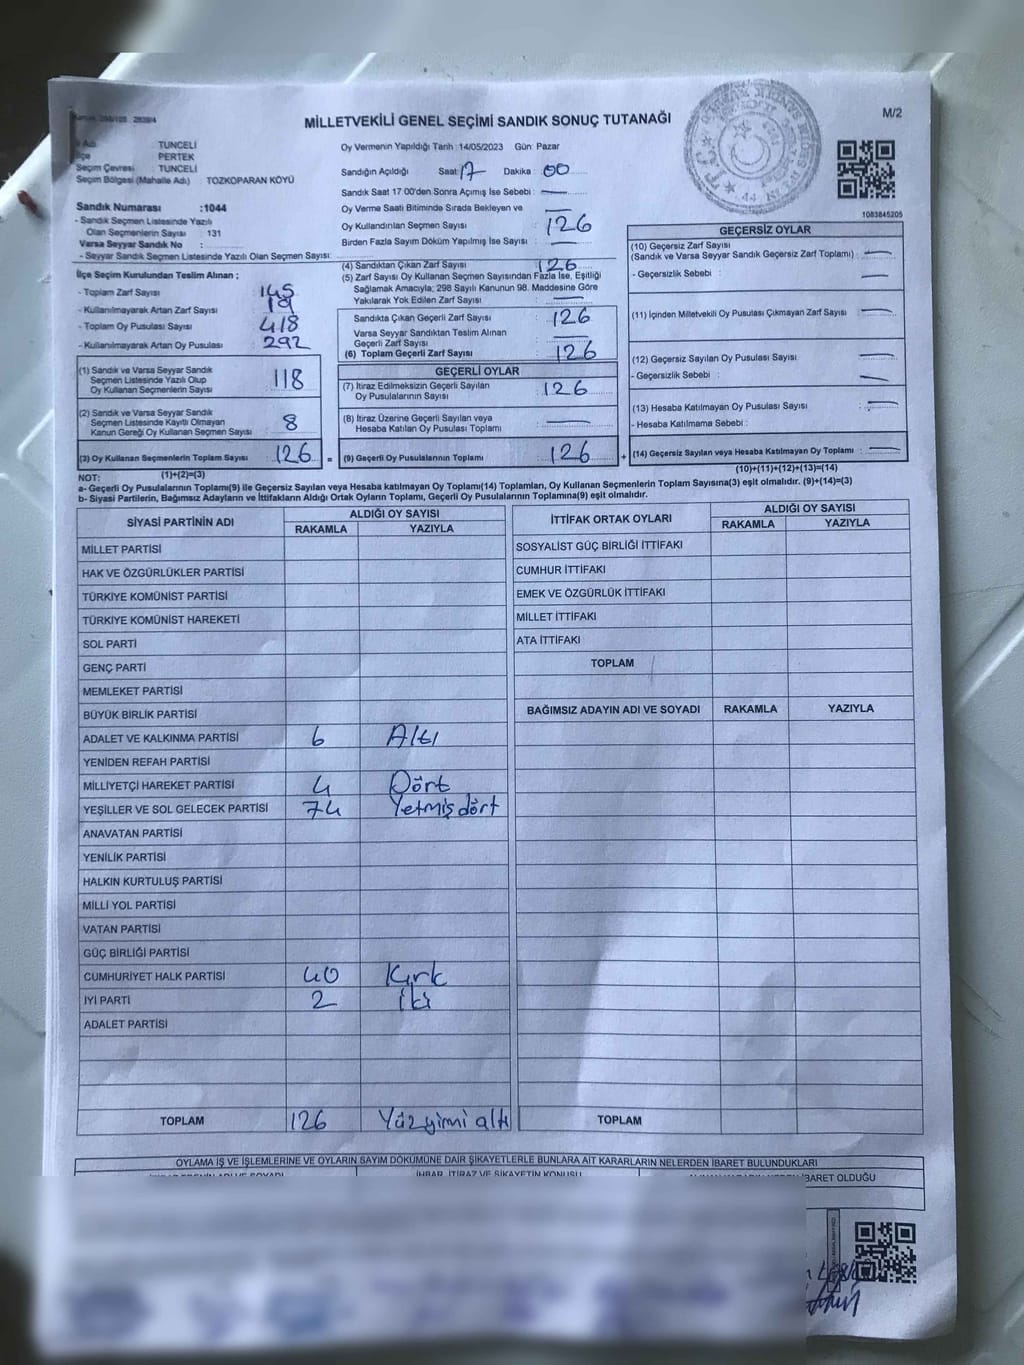 M/2
MİLLETVEKİLİ GENEL SEÇİMİ SANDIK SONUÇ TUTANAĞI
İl Adı TUNCELİ
İlçe PERTEK
Seçim Çevresi : TUNCELİ
Seçim Bölgesi (Mahalle Adı) : TOZKOPARAN KÖYÜ
Sandık Numarası :1044
- Sandık Seçmen Listesinde Yazılı
Olan Seçmenlerin Sayısı : 131
Varsa Seyyar Sandık No :
- Seyyar Sandık Seçmen Listesinde Yazılı Olan Seçmen Sayısı:
Oy Vermenin Yapıldığı Tarih : 14/05/2023 Gün: Pazar
Sandığın Açıldığı Saat : 17 Dakika : 00
Sandık Saat 17.00'den Sonra Açmış İse Sebebi : —
Oy Verme Saati Bitiminde Sırada Bekleyen ve —
Oy Kullandırılan Seçmen Sayısı : 126
Birden Fazla Sayım Döküm Yapılmış İse Sayısı : —
1083845205
İlçe Seçim Kurulundan Teslim Alınan ;
- Toplam Zarf Sayısı : 145
- Kullanılmayarak Artan Zarf Sayısı : 19
- Toplam Oy Pusulası Sayısı : 418
- Kullanılmayarak Artan Oy Pusulası : 292
(1) Sandık ve Varsa Seyyar Sandık
Seçmen Listesinde Yazılı Olup
Oy Kullanan Seçmenlerin Sayısı : 118
(2) Sandık ve Varsa Seyyar Sandık
Seçmen Listesinde Kayıtlı Olmayan
Kanun Gereği Oy Kullanan Seçmen Sayısı : 8
(3) Oy Kullanan Seçmenlerin Toplam Sayısı : 126 =
(4) Sandıktan Çıkan Zarf Sayısı : 126
(5) Zarf Sayısı Oy Kullanan Seçmen Sayısından Fazla İse, Eşitliği
Sağlamak Amacıyla; 298 Sayılı Kanunun 98. Maddesine Göre
Yakılarak Yok Edilen Zarf Sayısı : —
Sandıkta Çıkan Geçerli Zarf Sayısı : 126
Varsa Seyyar Sandıktan Teslim Alınan
Geçerli Zarf Sayısı : —
(6) Toplam Geçerli Zarf Sayısı : 126
GEÇERLİ OYLAR
(7) İtiraz Edilmeksizin Geçerli Sayılan
Oy Pusulalarının Sayısı : 126
(8) İtiraz Üzerine Geçerli Sayılan veya
Hesaba Katılan Oy Pusulası Toplamı : —
(9) Geçerli Oy Pusulalarının Toplamı : 126 +
GEÇERSİZ OYLAR
(10) Geçersiz Zarf Sayısı
(Sandık ve Varsa Seyyar Sandık Geçersiz Zarf Toplamı) : —
- Geçersizlik Sebebi : —
(11) İçinden Milletvekili Oy Pusulası Çıkmayan Zarf Sayısı : —
(12) Geçersiz Sayılan Oy Pusulası Sayısı : —
- Geçersizlik Sebebi : —
(13) Hesaba Katılmayan Oy Pusulası Sayısı : —
- Hesaba Katılmama Sebebi :
(14) Geçersiz Sayılan veya Hesaba Katılmayan Oy Toplamı : —
NOT: (1)+(2)=(3) (10)+(11)+(12)+(13)=(14)
a- Geçerli Oy Pusulalarının Toplamı(9) ile Geçersiz Sayılan veya Hesaba katılmayan Oy Toplamı(14) Toplamları, Oy Kullanan Seçmenlerin Toplam Sayısına(3) eşit olmalıdır. (9)+(14)=(3)
b- Siyasi Partilerin, Bağımsız Adayların ve İttifakların Aldığı Ortak Oyların Toplamı, Geçerli Oy Pusulalarının Toplamına(9) eşit olmalıdır.
SİYASİ PARTİNİN ADI ALDIĞI OY SAYISI
RAKAMLA YAZIYLA
MİLLET PARTİSİ
HAK VE ÖZGÜRLÜKLER PARTİSİ
TÜRKİYE KOMÜNİST PARTİSİ
TÜRKİYE KOMÜNİST HAREKETİ
SOL PARTİ
GENÇ PARTİ
MEMLEKET PARTİSİ
BÜYÜK BİRLİK PARTİSİ
ADALET VE KALKINMA PARTİSİ 6 Altı
YENİDEN REFAH PARTİSİ
MİLLİYETÇİ HAREKET PARTİSİ 4 Dört
YEŞİLLER VE SOL GELECEK PARTİSİ 74 Yetmiş dört
ANAVATAN PARTİSİ
YENİLİK PARTİSİ
HALKIN KURTULUŞ PARTİSİ
MİLLİ YOL PARTİSİ
VATAN PARTİSİ
GÜÇ BİRLİĞİ PARTİSİ
CUMHURİYET HALK PARTİSİ 40 Kırk
İYİ PARTİ 2 İki
ADALET PARTİSİ
TOPLAM 126 Yüzyirmi altı
İTTİFAK ORTAK OYLARI ALDIĞI OY SAYISI
RAKAMLA YAZIYLA
SOSYALİST GÜÇ BİRLİĞİ İTTİFAKI
CUMHUR İTTİFAKI
EMEK VE ÖZGÜRLÜK İTTİFAKI
MİLLET İTTİFAKI
ATA İTTİFAKI
TOPLAM
BAĞIMSIZ ADAYIN ADI VE SOYADI RAKAMLA YAZIYLA
TOPLAM
OYLAMA İŞ VE İŞLEMLERİNE VE OYLARIN SAYIM DÖKÜMÜNE DAİR ŞİKAYETLERLE BUNLARA AİT KARARLARIN NELERDEN İBARET BULUNDUKLARI
İHBAR, İTİRAZ VE ŞİKAYETİN KONUSU İBARET OLDUĞU